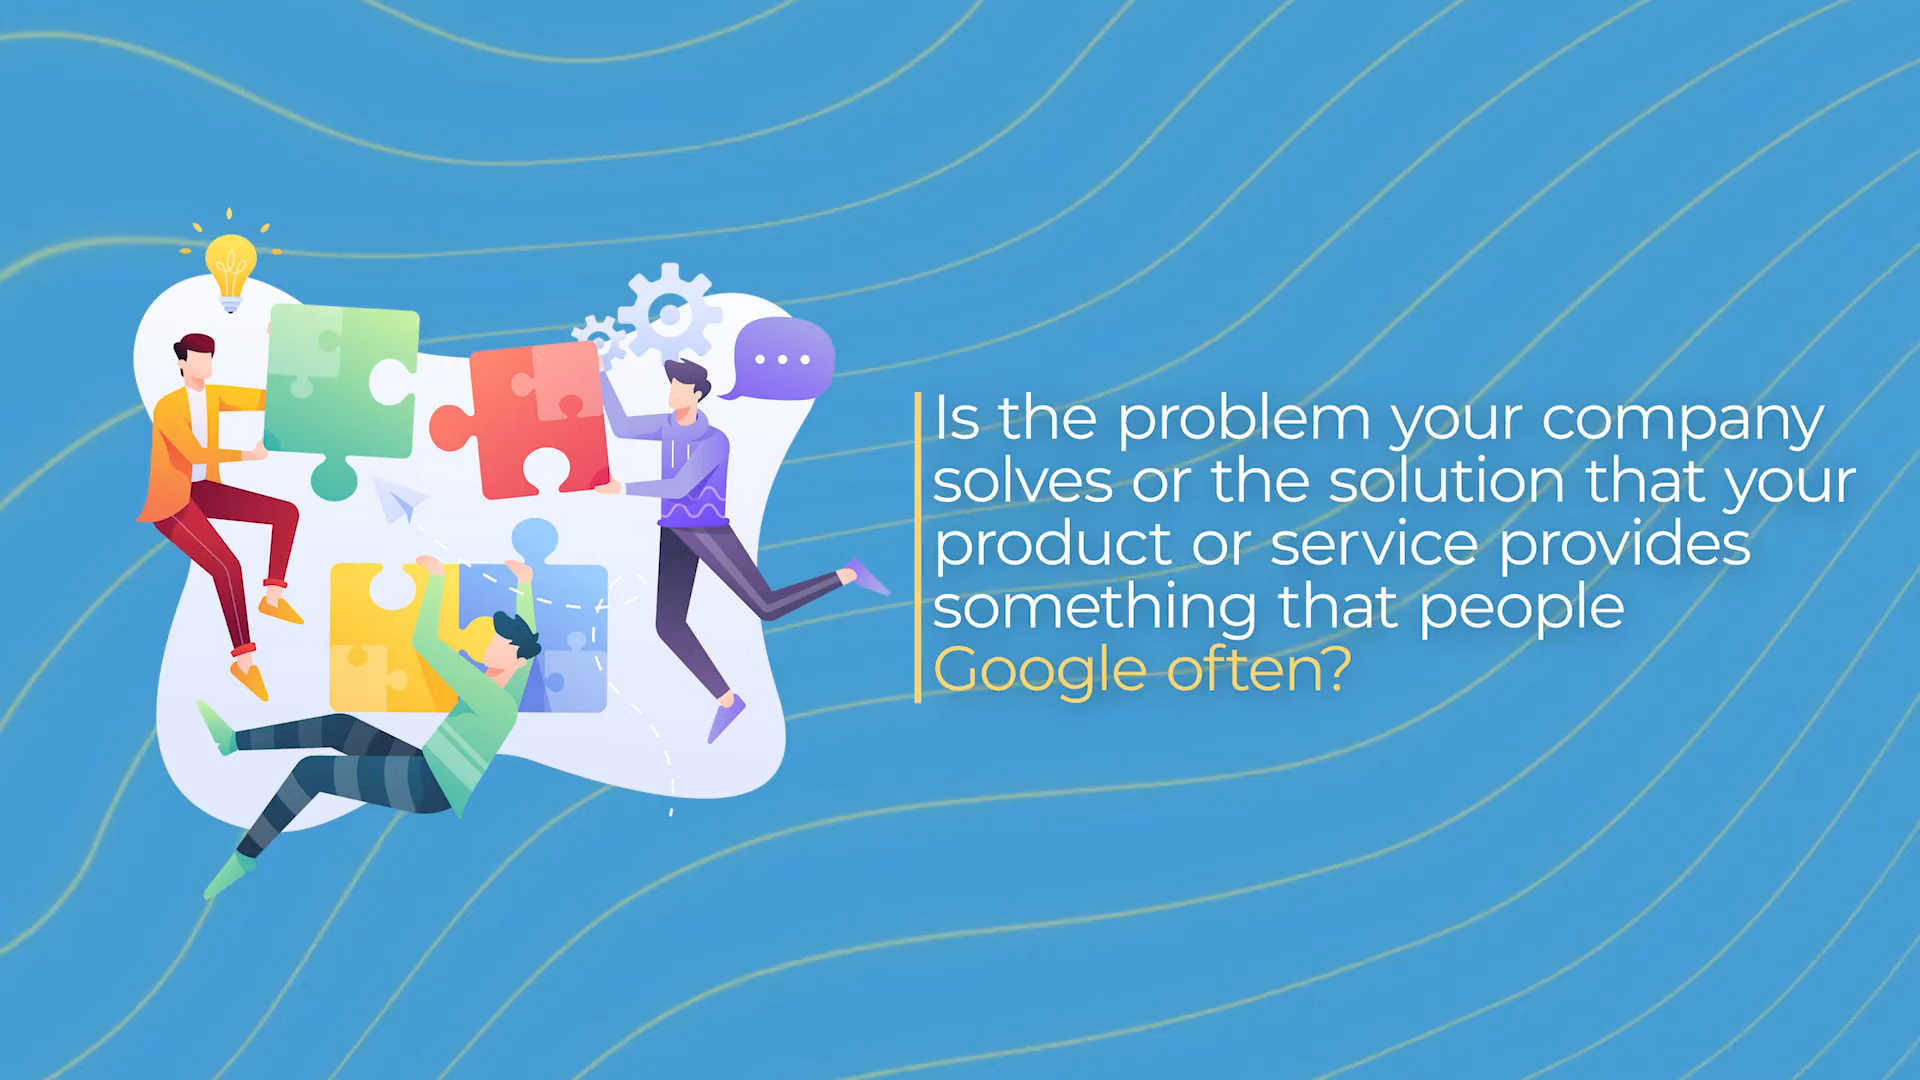 Is the problem your company
solves or the solution that your
product or service provides
something that people
Google often?